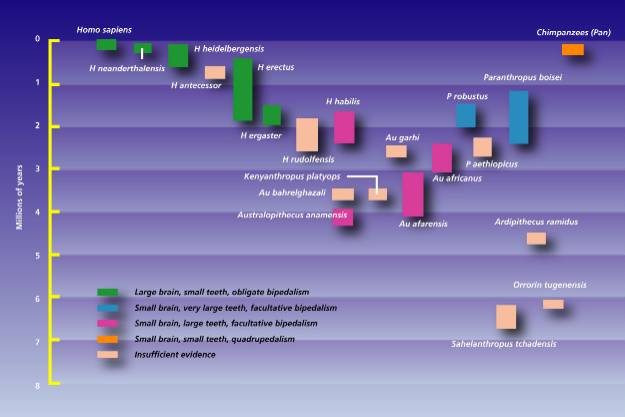 Homo sapiens
Chimpanzees (Pan)
0
H heidelbergensis
H neanderthalensis
H erectus
Paranthropus boisei
1
H antecessor
P robustus
H habilis
2
H ergaster
Au garhi
H rudolfensis
P aethiopicus
3
Kenyanthropus platyops
Au africanus
Au bahrelghazali
4
Australopithecus anamensis
Au afarensis
Ardipithecus ramidus
Millions of years
5
Orrorin tugenensis
Large brain, small teeth, obligate bipedalism
6
Small brain, very large teeth, facultative bipedalism
Small brain, large teeth, facultative bipedalism
Small brain, small teeth, quadrupedalism
7
Sahelanthropus tchadensis
Insufficient evidence
8